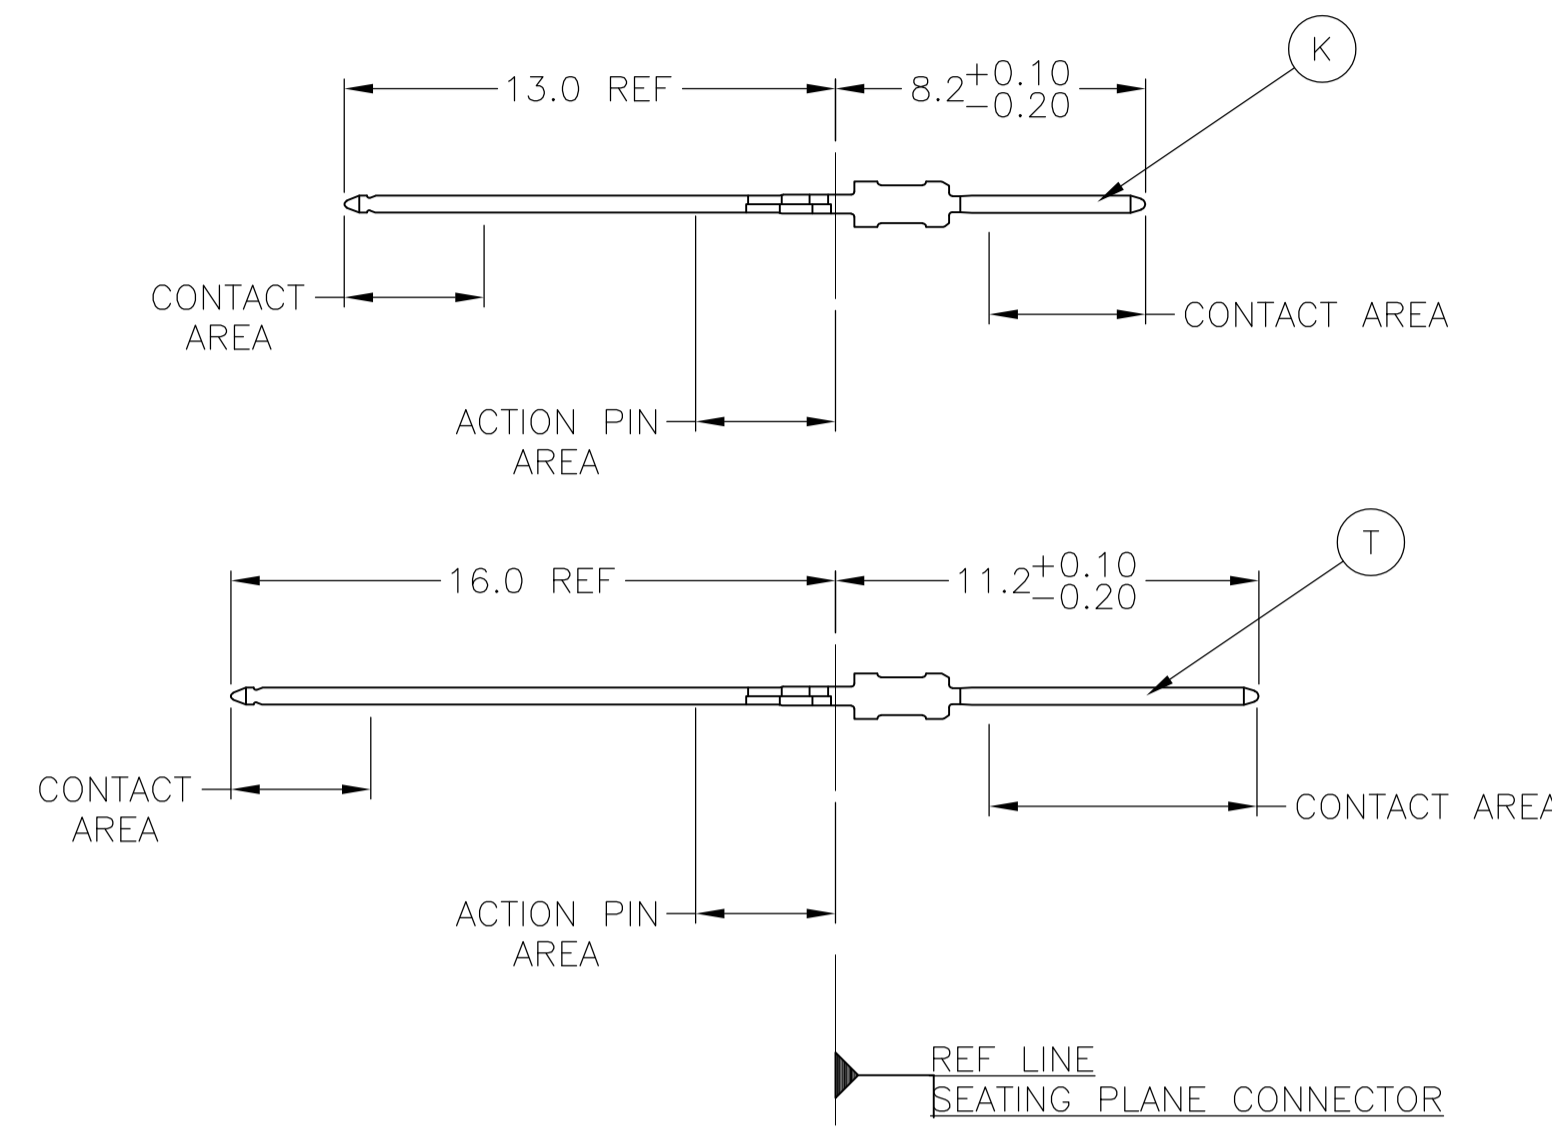 K
13.0 REF
8.2 +0.10
-0.20
CONTACT
AREA
CONTACT AREA
ACTION PIN
AREA
T
16.0 REF
11.2 +0.10
-0.20
CONTACT
AREA
CONTACT AREA
ACTION PIN
AREA
REF LINE
SEATING PLANE CONNECTOR